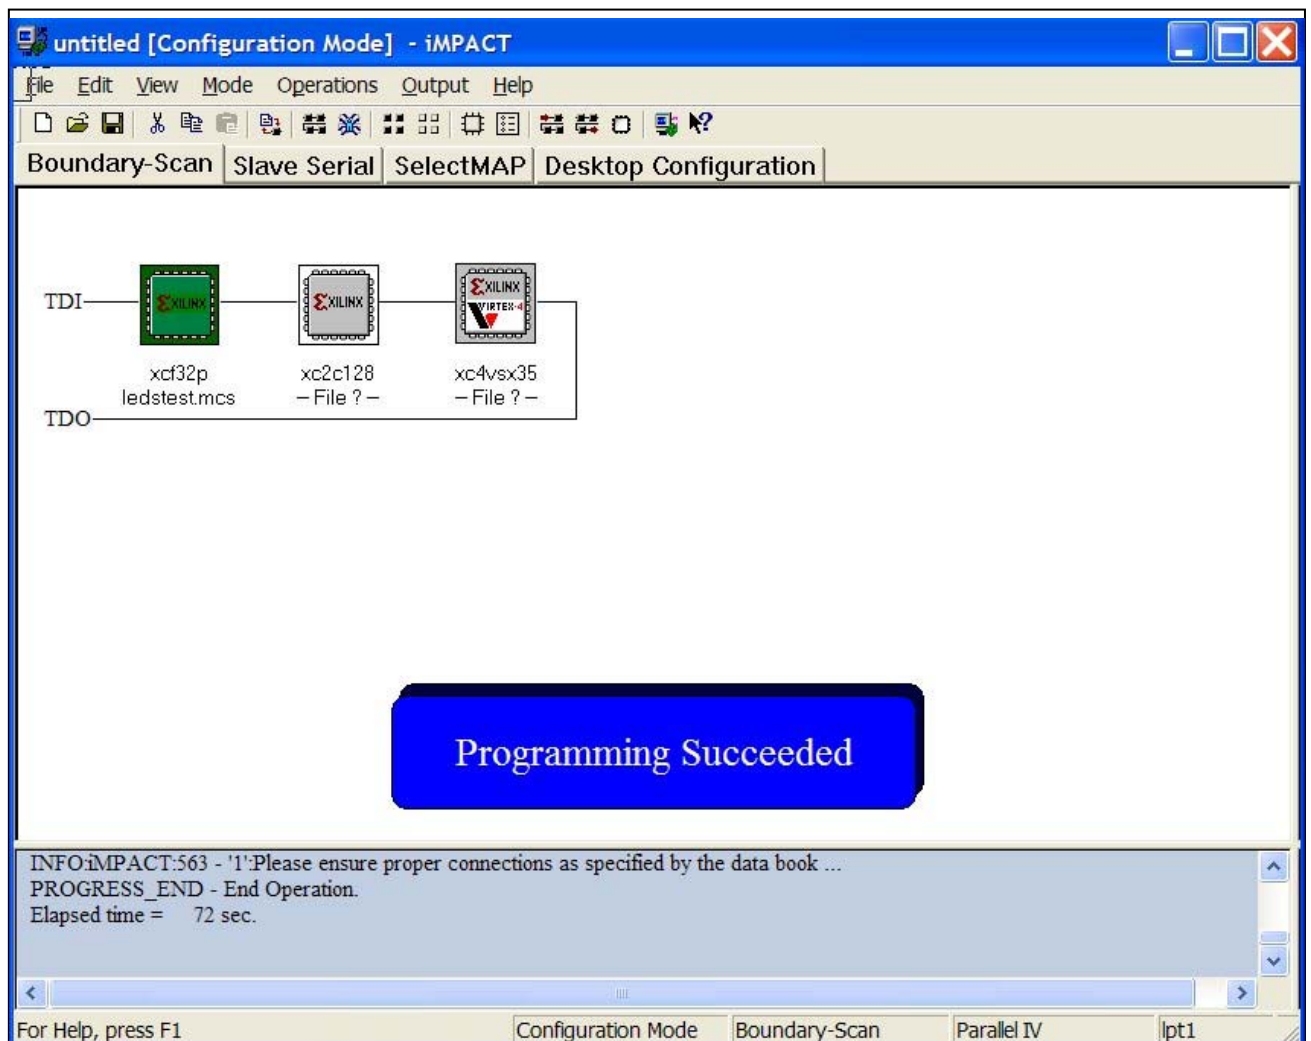 untitled [Configuration Mode] - iMPACT
File Edit View Mode Operations Output Help
Boundary-Scan Slave Serial SelectMAP Desktop Configuration
TDI XILINX XILINX XILINX
VIRTEX-4
xcf32p xc2c128 xc4vsx35
ledstest.mcs – File ? – – File ? –
TDO
Programming Succeeded
INFO:iMPACT:563 - '1':Please ensure proper connections as specified by the data book ...
PROGRESS_END - End Operation.
Elapsed time = 72 sec.
For Help, press F1 Configuration Mode Boundary-Scan Parallel IV lpt1